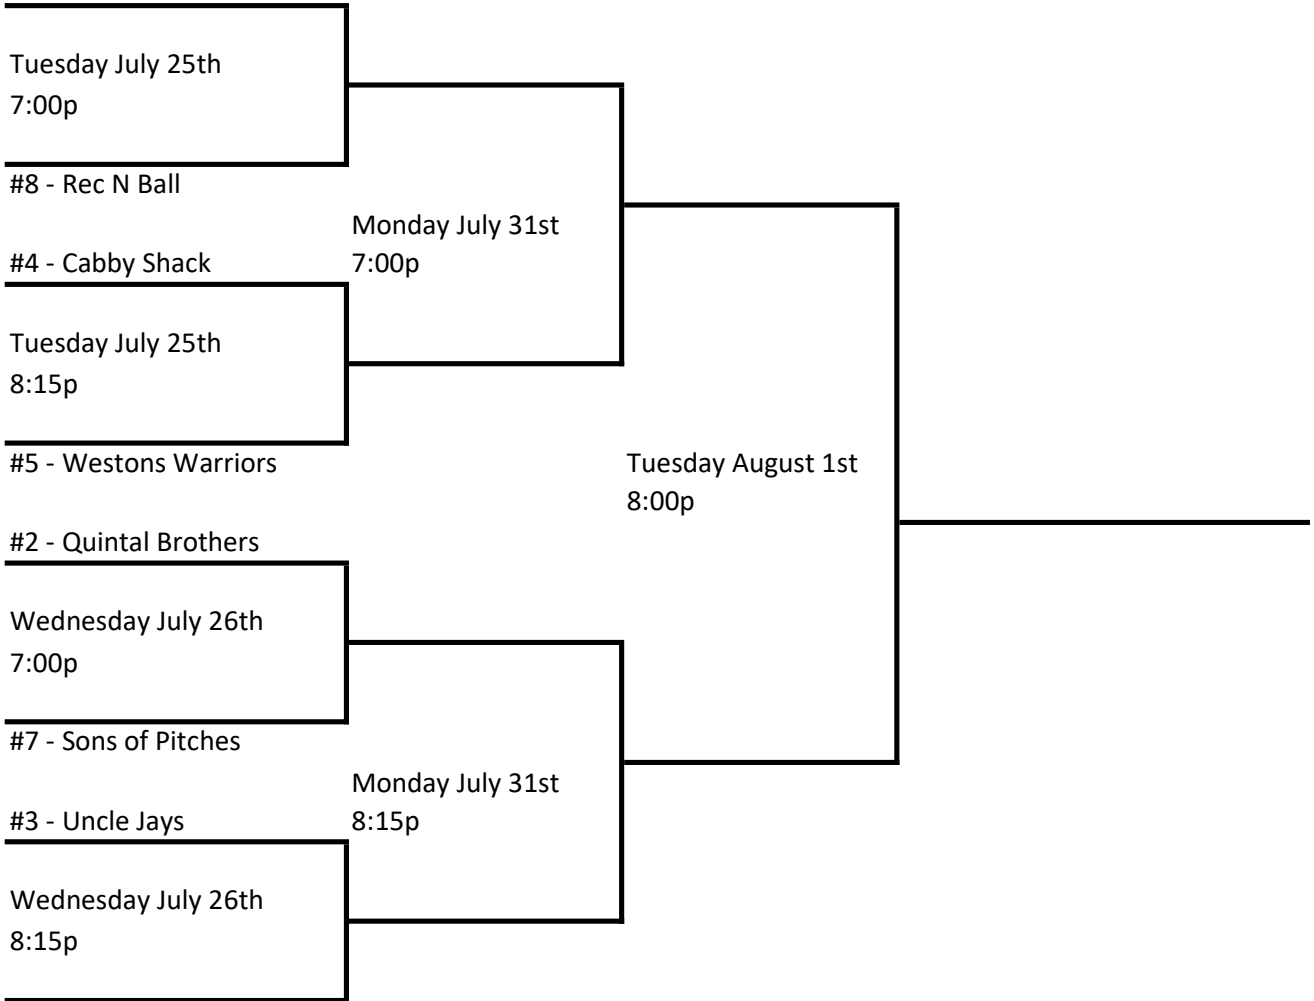 Tuesday July 25th
7:00p
#8 - Rec N Ball
Monday July 31st
#4 - Cabby Shack
7:00p
Tuesday July 25th
8:15p
#5 - Westons Warriors
Tuesday August 1st
8:00p
#2 - Quintal Brothers
Wednesday July 26th
7:00p
#7 - Sons of Pitches
Monday July 31st
#3 - Uncle Jays
8:15p
Wednesday July 26th
8:15p